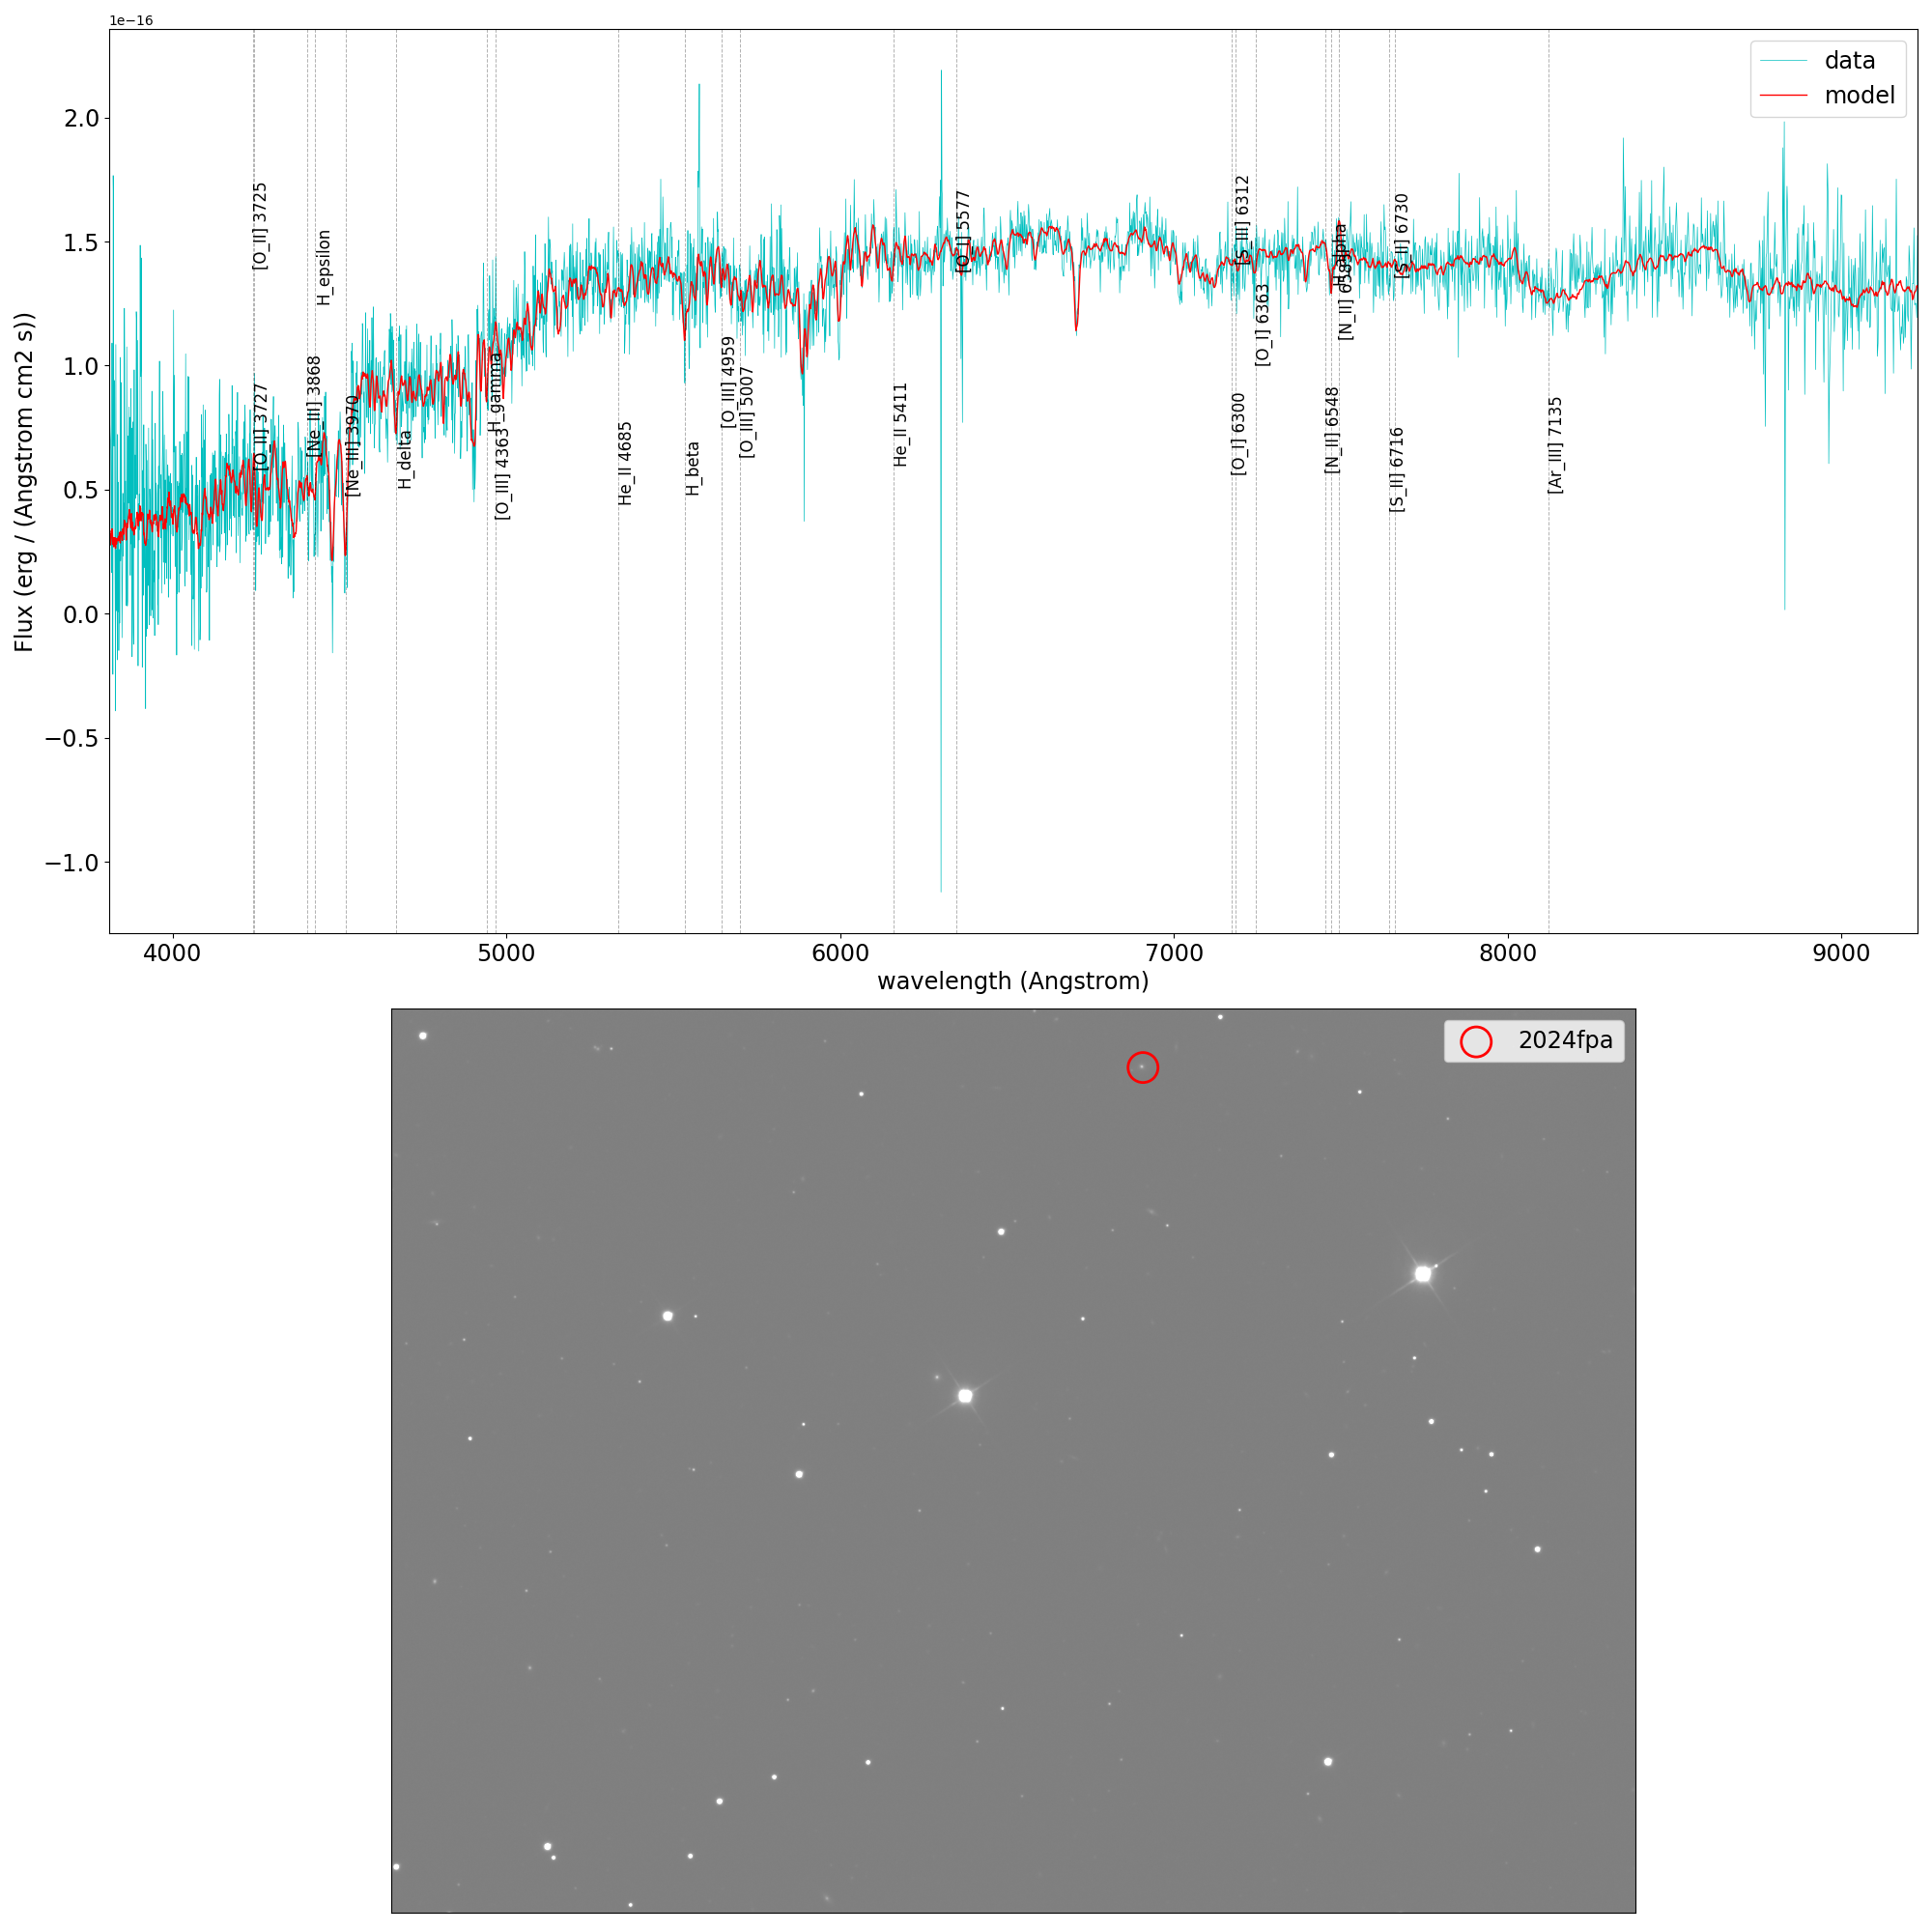 1e−16
data
model
2.0
1.5
1.0
0.5
0.0
−0.5
−1.0
Flux (erg / (Angstrom cm2 s))
[O_II] 3725
[O_II] 3727
H_epsilon
[Ne_III] 3868
[Ne_III] 3970
H_delta
H_gamma
[O_III] 4363
He_II 4685
H_beta
[O_III] 4959
[O_III] 5007
He_II 5411
[O_I] 5577
[S_III] 6312
[O_I] 6300
[O_I] 6363
[N_II] 6548
[N_II] 6583
[S_II] 6730
[S_II] 6716
[Ar_III] 7135
4000
5000
6000
7000
8000
9000
wavelength (Angstrom)
2024fpa